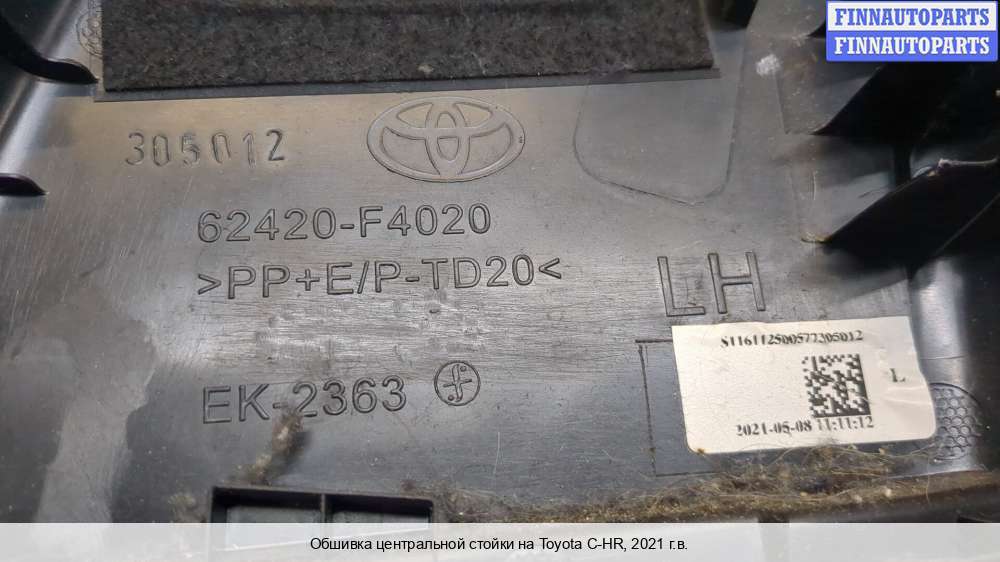 FINNAUTOPARTS
FINNAUTOPARTS
305012
62420-F4020
>PP+E/P-TD20<
LH
S116112500577305012
L
EK-2363
2021-05-08 11:11:12
Обшивка центральной стойки на Toyota C-HR, 2021 г.в.